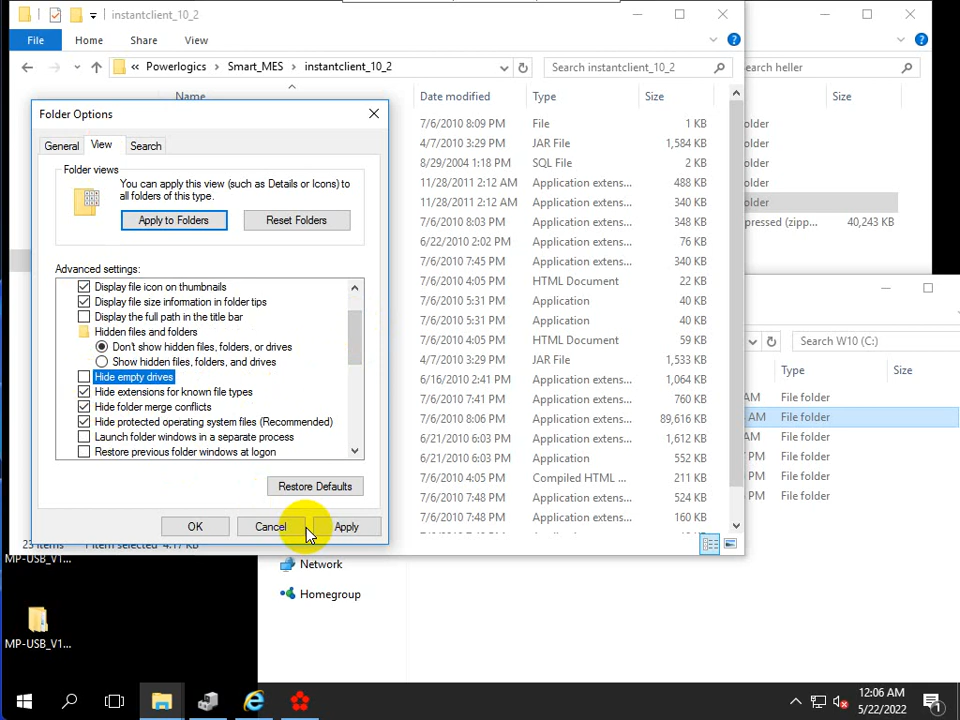 instantclient_10_2
File Home Share View
« Powerlogics > Smart_MES > instantclient_10_2
Search instantclient_10_2
earch heller
Name Date modified Type Size
Size
Folder Options
General View Search
Folder views
You can apply this view (such as Details or Icons) to
all folders of this type.
Apply to Folders Reset Folders
Advanced settings:
Display file icon on thumbnails
Display file size information in folder tips
Display the full path in the title bar
Hidden files and folders
Don't show hidden files, folders, or drives
Show hidden files, folders, and drives
Hide empty drives
Hide extensions for known file types
Hide folder merge conflicts
Hide protected operating system files (Recommended)
Launch folder windows in a separate process
Restore previous folder windows at logon
Restore Defaults
OK Cancel Apply
7/6/2010 8:09 PM File 1 KB
4/7/2010 3:29 PM JAR File 1,584 KB
8/29/2004 1:18 PM SQL File 2 KB
11/28/2011 2:12 AM Application extens... 488 KB
11/28/2011 2:12 AM Application extens... 340 KB
7/6/2010 8:03 PM Application extens... 348 KB
6/22/2010 2:02 PM Application extens... 76 KB
7/6/2010 7:45 PM Application extens... 340 KB
7/6/2010 4:05 PM HTML Document 22 KB
7/6/2010 5:31 PM Application 40 KB
7/6/2010 5:31 PM Application 40 KB
7/6/2010 4:05 PM HTML Document 59 KB
4/7/2010 3:29 PM JAR File 1,533 KB
6/16/2010 2:41 PM Application extens... 1,064 KB
7/6/2010 7:41 PM Application extens... 760 KB
7/6/2010 8:06 PM Application extens... 89,616 KB
6/21/2010 6:03 PM Application extens... 1,612 KB
6/21/2010 6:03 PM Application 552 KB
7/6/2010 4:05 PM Compiled HTML ... 211 KB
7/6/2010 7:48 PM Application extens... 524 KB
7/6/2010 7:48 PM Application extens... 160 KB
older
older
older
older
older
pressed (zipp... 40,243 KB
Search W10 (C:)
Type Size
AM File folder
AM File folder
AM File folder
PM File folder
PM File folder
PM File folder
23 items 1 item selected 4.17 KB
MP-USB_V1...
MP-USB_V1...
Network
Homegroup
12:06 AM
5/22/2022
1